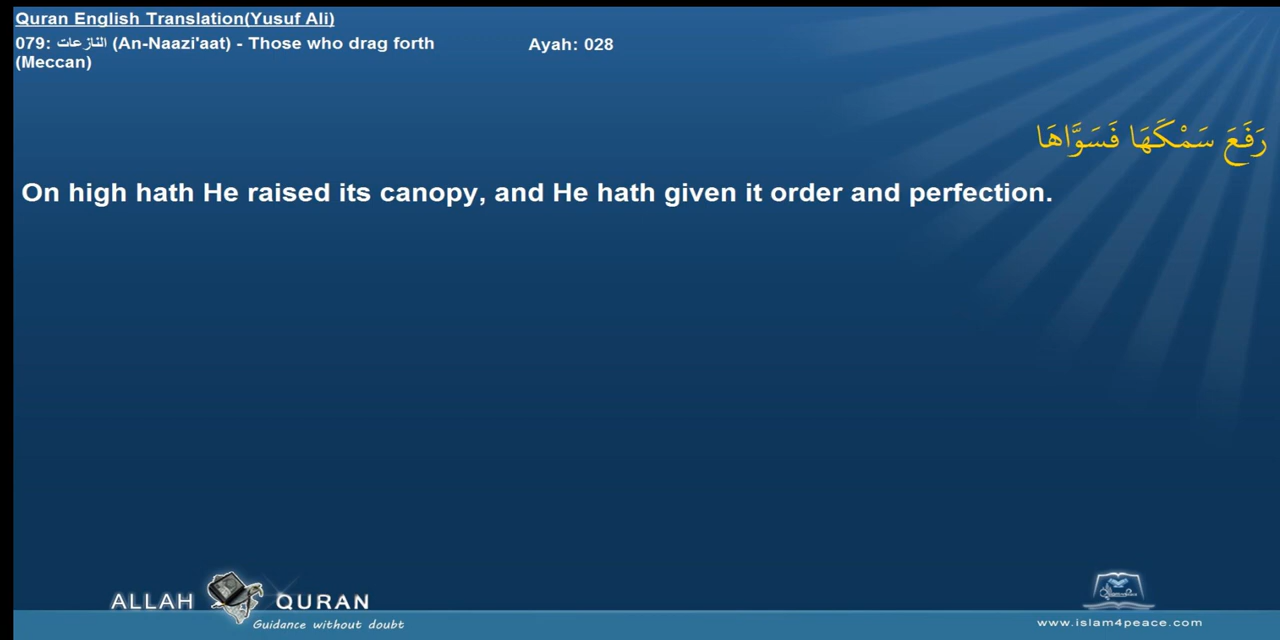 Quran English Translation(Yusuf Ali)
079: النازعات (An-Naazi'aat) - Those who drag forth
(Meccan)
Ayah: 028
رَفَعَ سَمْكَهَا فَسَوَّاهَا
On high hath He raised its canopy, and He hath given it order and perfection.
ALLAH QURAN
Guidance without doubt
www.islam4peace.com